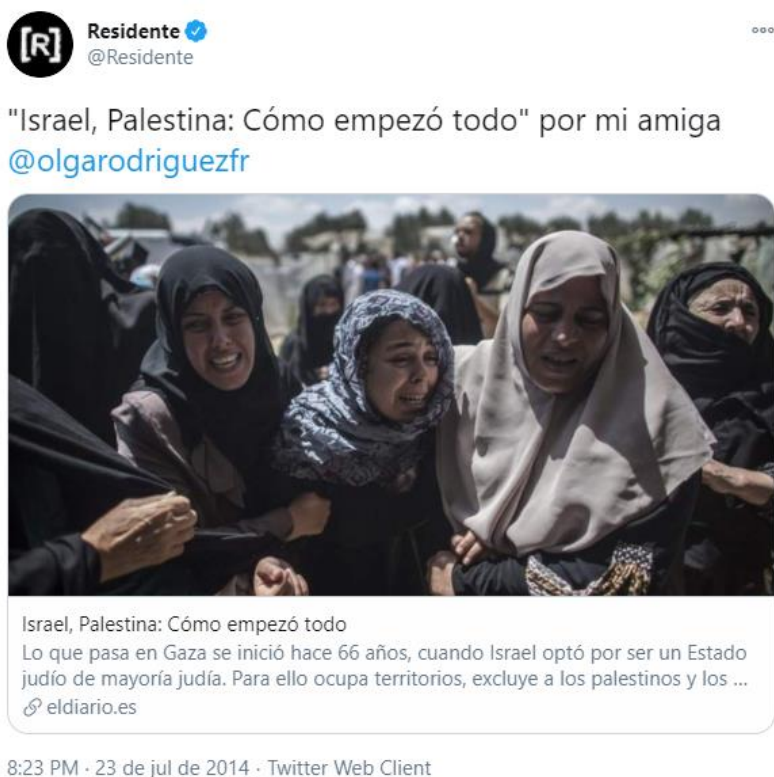 [R]
Residente
@Residente
"Israel, Palestina: Cómo empezó todo" por mi amiga
@olgarodriguezfr
Israel, Palestina: Cómo empezó todo
Lo que pasa en Gaza se inició hace 66 años, cuando Israel optó por ser un Estado
judío de mayoría judía. Para ello ocupa territorios, excluye a los palestinos y los ...
eldiario.es
8:23 PM · 23 de jul de 2014 · Twitter Web Client